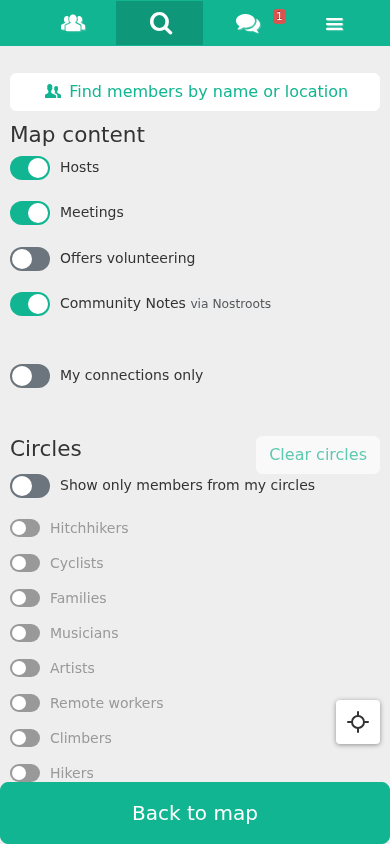 1
Find members by name or location
Map content
Hosts
Meetings
Offers volunteering
Community Notes via Nostroots
My connections only
Circles
Clear circles
Show only members from my circles
Hitchhikers
Cyclists
Families
Musicians
Artists
Remote workers
Climbers
Hikers
Back to map